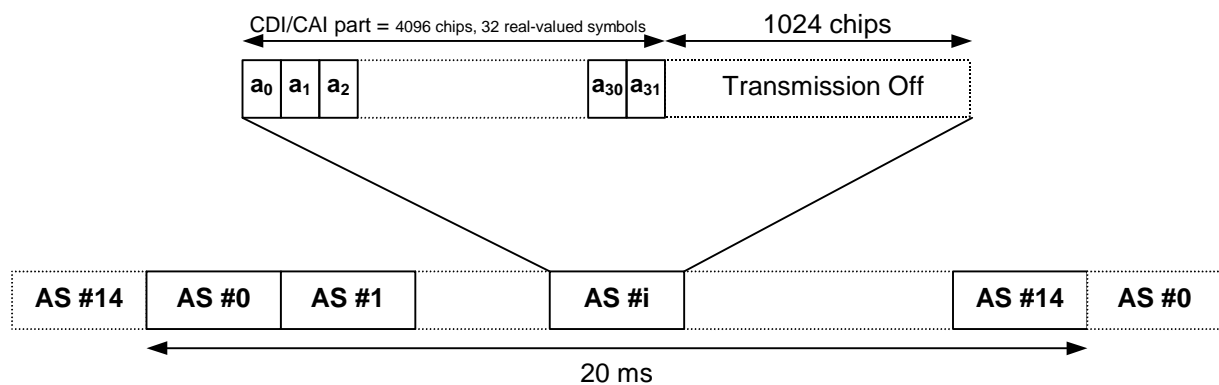 CDI/CAI part = 4096 chips, 32 real-valued symbols
1024 chips
a0 a1 a2 a30 a31 Transmission Off
AS #14 AS #0 AS #1 AS #i AS #14 AS #0
20 ms